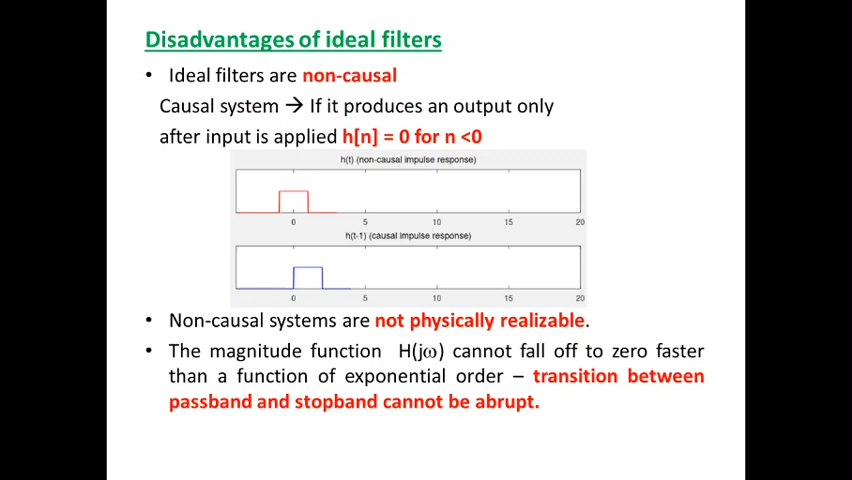 Disadvantages of ideal filters
• Ideal filters are non-causal
Causal system → If it produces an output only
after input is applied h[n] = 0 for n <0
h(t) (non-causal impulse response)
0 5 10 15 20
h(t-1) (causal impulse response)
0 5 10 15 20
• Non-causal systems are not physically realizable.
• The magnitude function H(jω) cannot fall off to zero faster
than a function of exponential order – transition between
passband and stopband cannot be abrupt.